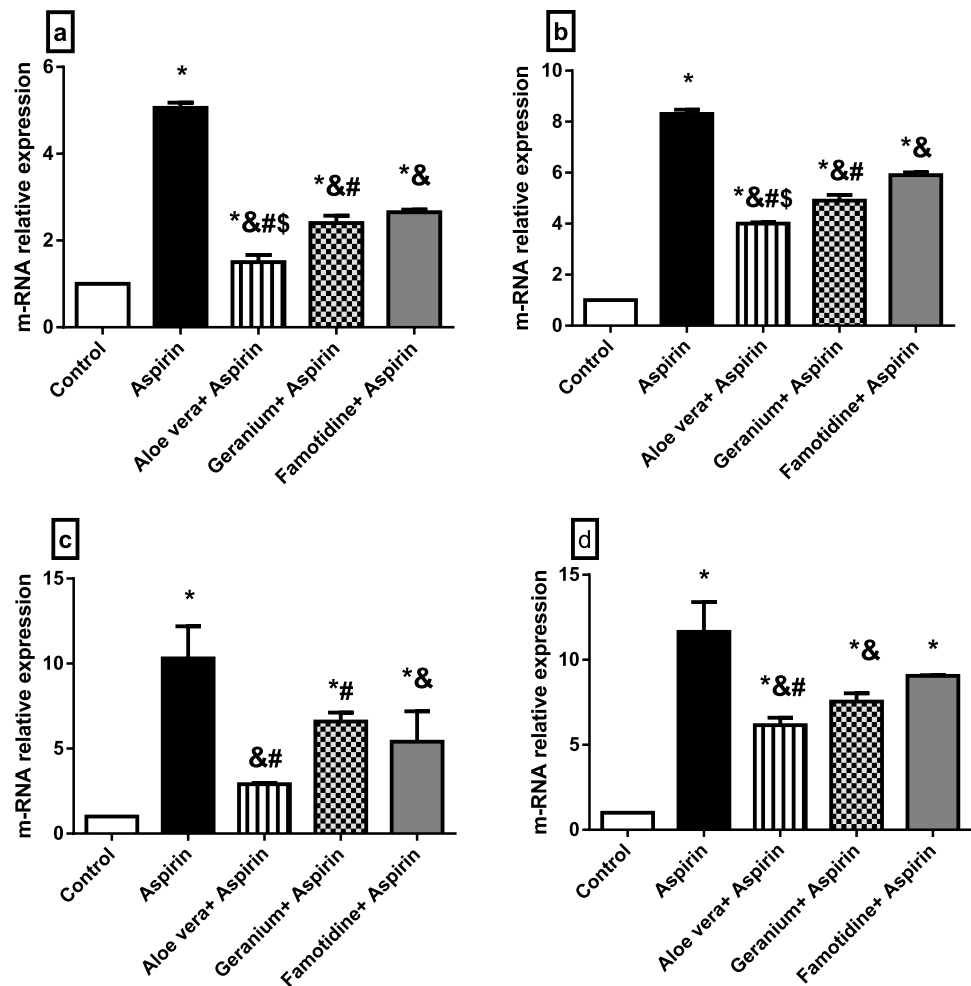 a
m-RNA relative expression
6
4
2
0
*
*&#$
*&#
*&
Control
Aspirin
Aloe vera+ Aspirin
Geranium+ Aspirin
Famotidine+ Aspirin
b
m-RNA relative expression
10
8
6
4
2
0
*
*&#$
*&#
*&
Control
Aspirin
Aloe vera+ Aspirin
Geranium+ Aspirin
Famotidine+ Aspirin
c
m-RNA relative expression
15
10
5
0
*
&#
*#
*&
Control
Aspirin
Aloe vera+ Aspirin
Geranium+ Aspirin
Famotidine+ Aspirin
d
m-RNA relative expression
15
10
5
0
*
*&#
*&
*
Control
Aspirin
Aloe vera+ Aspirin
Geranium+ Aspirin
Famotidine+ Aspirin